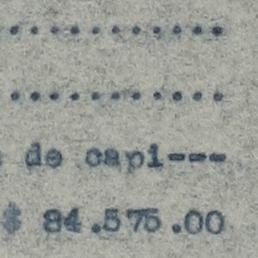 ............
...........
de capi---
$ 84.575.00